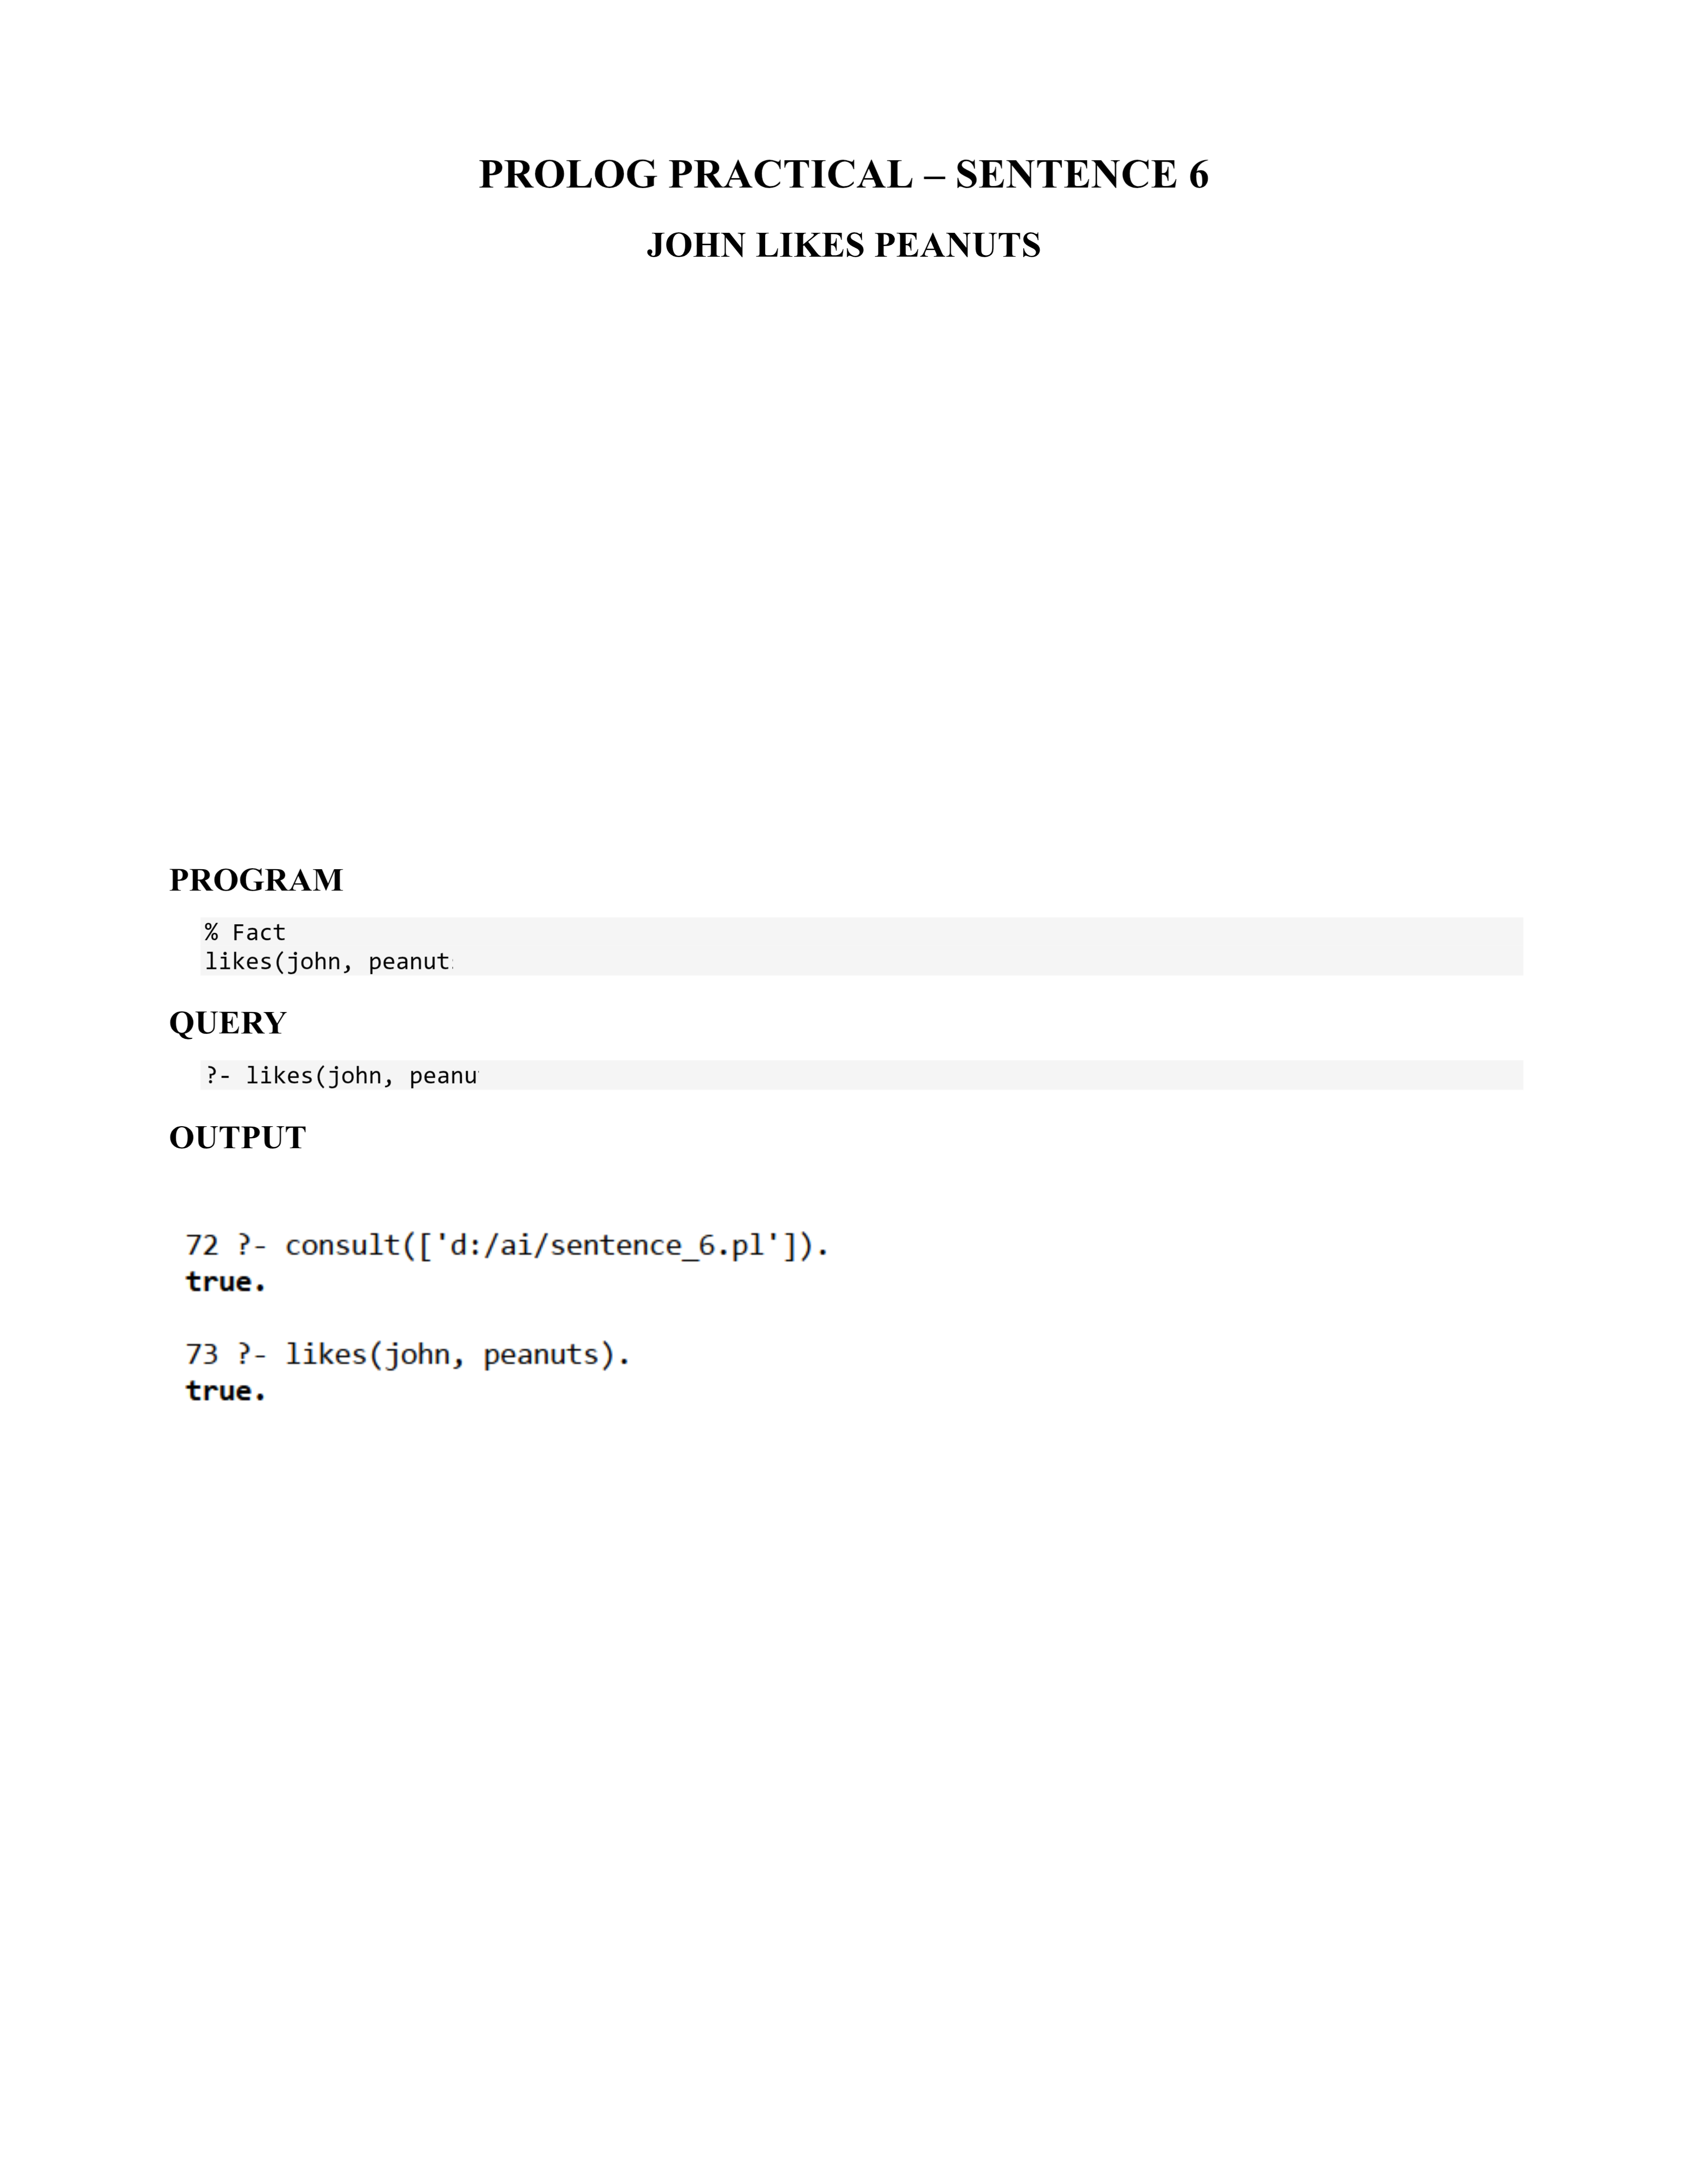 PROLOG PRACTICAL – SENTENCE 6
JOHN LIKES PEANUTS
PROGRAM
% Fact
likes(john, peanut
QUERY
?- likes(john, peanu
OUTPUT
72 ?- consult(['d:/ai/sentence_6.pl']).
true.
73 ?- likes(john, peanuts).
true.